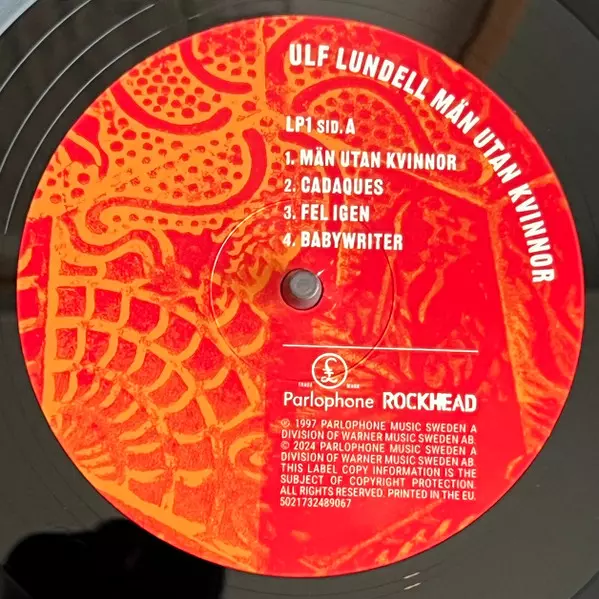 ULF LUNDELL MÄN UTAN KVINNOR
LP1 SID. A
1. MÄN UTAN KVINNOR
2. CADAQUES
3. FEL IGEN
4. BABYWRITER
£
TRADE MARK
Parlophone ROCKHEAD
℗ 1997 PARLOPHONE MUSIC SWEDEN A
DIVISION OF WARNER MUSIC SWEDEN AB.
© 2024 PARLOPHONE MUSIC SWEDEN A
DIVISION OF WARNER MUSIC SWEDEN AB.
THIS LABEL COPY INFORMATION IS THE
SUBJECT OF COPYRIGHT PROTECTION.
ALL RIGHTS RESERVED. PRINTED IN THE EU.
5021732489067